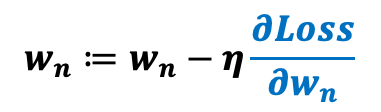 wₙ := wₙ − η ∂Loss/∂wₙ